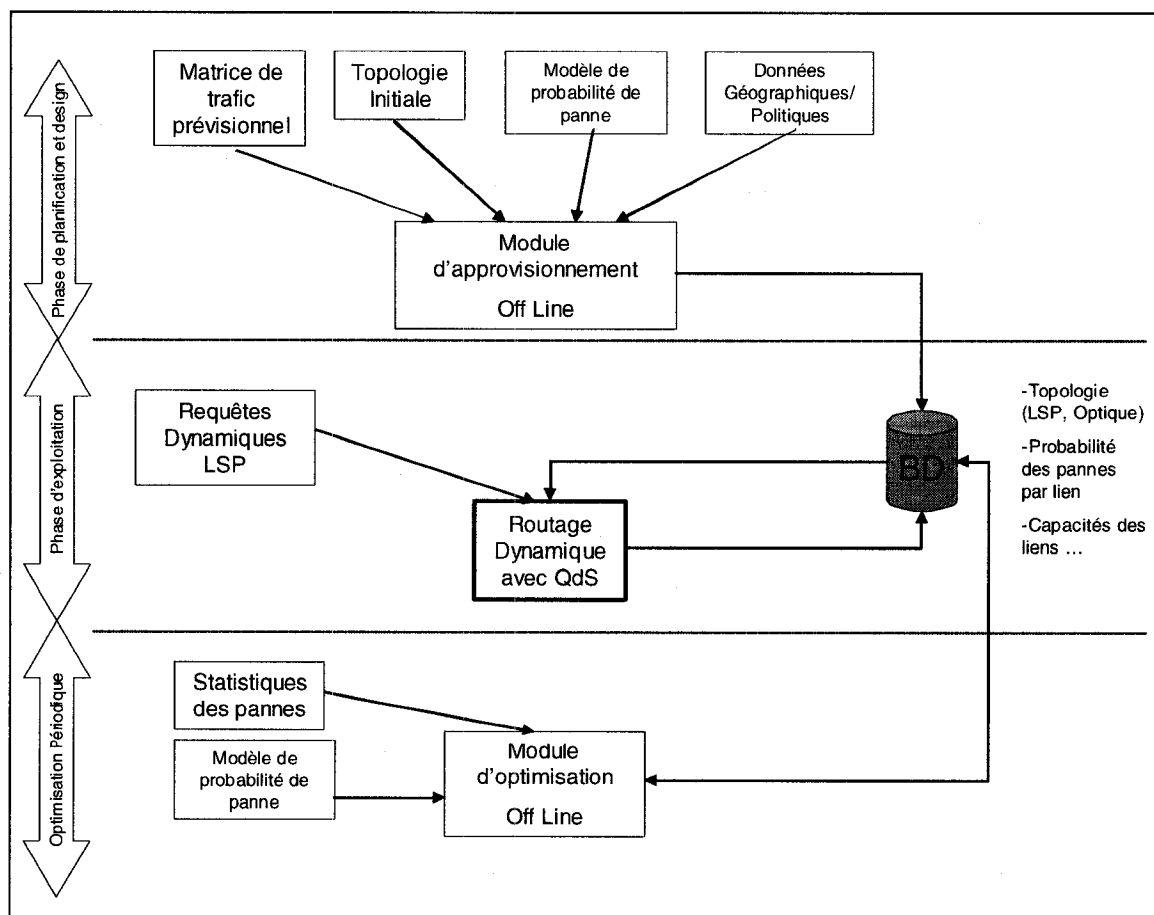 Phase de planification et design
Matrice de
trafic
prévisionnel
Topologie
Initiale
Modèle de
probabilité de
panne
Données
Géographiques/
Politiques
Module
d'approvisionnement
Off Line
Phase d'exploitation
Requêtes
Dynamiques
LSP
Routage
Dynamique
avec QdS
BD
-Topologie
(LSP, Optique)
-Probabilité
des pannes
par lien
-Capacités des
liens ...
Optimisation Périodique
Statistiques
des pannes
Modèle de
probabilité de
panne
Module
d'optimisation
Off Line